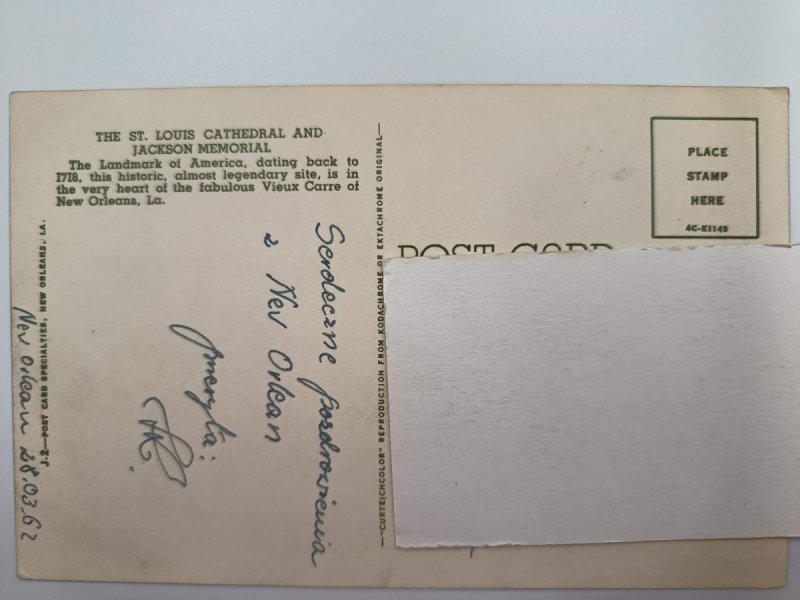 THE ST. LOUIS CATHEDRAL AND
JACKSON MEMORIAL
The Landmark of America, dating back to
1718, this historic, almost legendary site, is in
the very heart of the fabulous Vieux Carre of
New Orleans, La.
Serdeczne pozdrowienia
z Nev Orlean
J-2—POST CARD SPECIALTIES, NEW ORLEANS, LA.
Nev Orlean 28.03.62
—"CURTEICHCOLOR" REPRODUCTION FROM KODACHROME OR EKTACHROME ORIGINAL—
POST CARD
PLACE
STAMP
HERE
4C-K1149